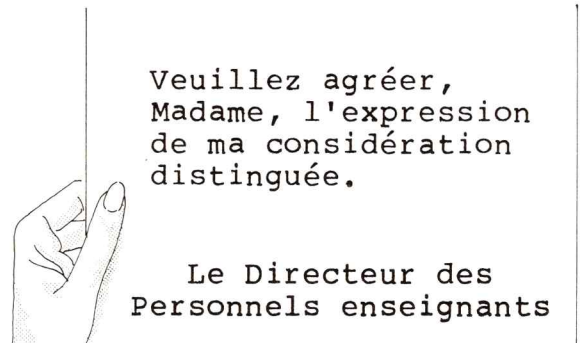 Veuillez agréer,
Madame, l'expression
de ma considération
distinguée.
Le Directeur des
Personnels enseignants